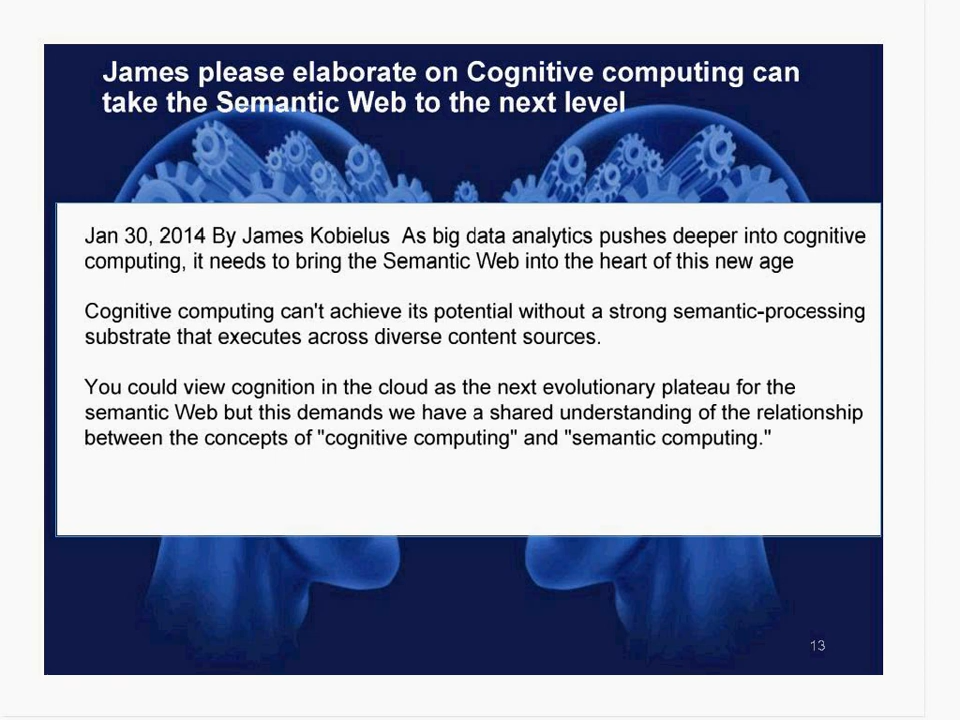 James please elaborate on Cognitive computing can
take the Semantic Web to the next level
Jan 30, 2014 By James Kobielus  As big data analytics pushes deeper into cognitive
computing, it needs to bring the Semantic Web into the heart of this new age
Cognitive computing can't achieve its potential without a strong semantic-processing
substrate that executes across diverse content sources.
You could view cognition in the cloud as the next evolutionary plateau for the
semantic Web but this demands we have a shared understanding of the relationship
between the concepts of "cognitive computing" and "semantic computing."
13